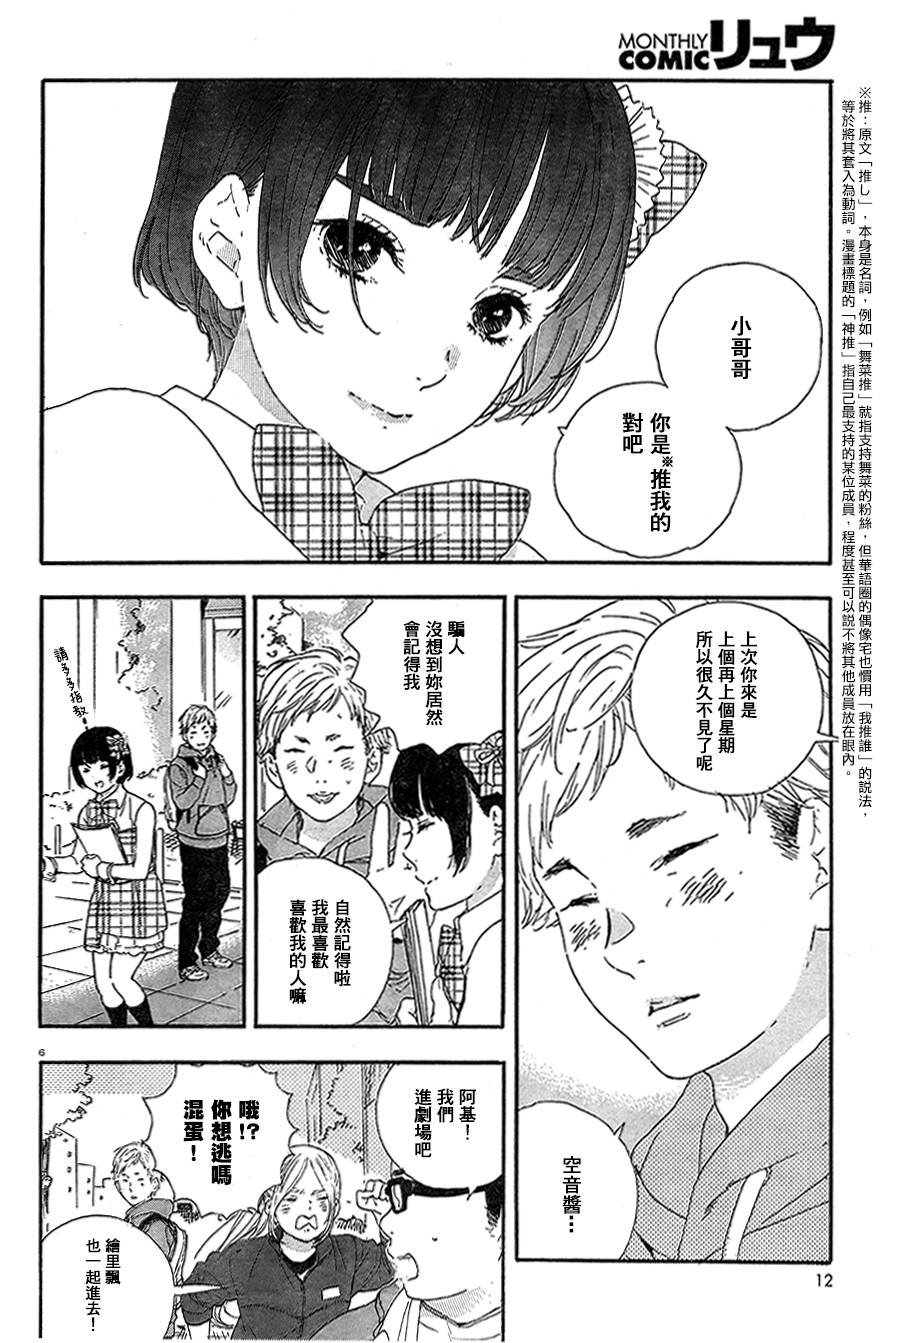 MONTHLY
COMICリュウ
※推：原文「推し」，本身是名詞，例如「舞菜推」就指支持舞菜的粉絲，但華語圈的偶像宅也慣用「我推誰」的說法，
等於將其套入為動詞。漫畫標題的「神推」指自己最支持的某位成員，程度甚至可以說不將其他成員放在眼內。
小哥哥
你是※推我的
對吧
上次你來是
上個再上個星期
所以很久不見了呢
空音醬…
騙人
沒想到妳居然
會記得我
自然記得啦
我最喜歡
喜歡我的人嘛
請多多指教
6
阿基！
我們
進劇場吧
哦!?
你想逃嗎
混蛋！
繪里飄
也一起進去！
12